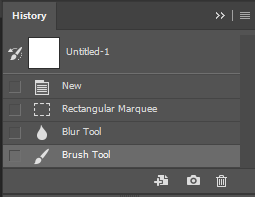 History
Untitled-1
New
Rectangular Marquee
Blur Tool
Brush Tool